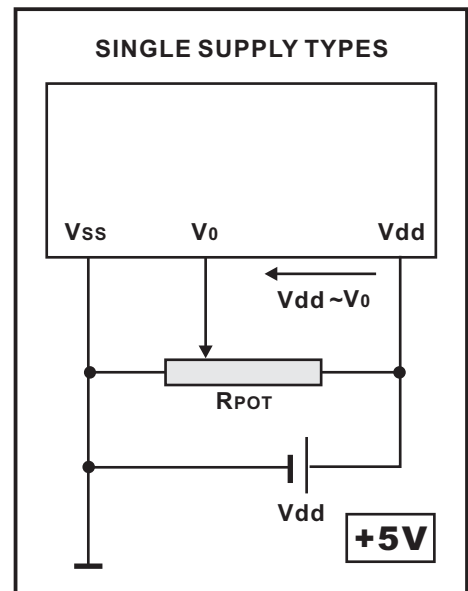 SINGLE SUPPLY TYPES
Vss V0 Vdd
Vdd ~V0
RPOT
Vdd
+5V